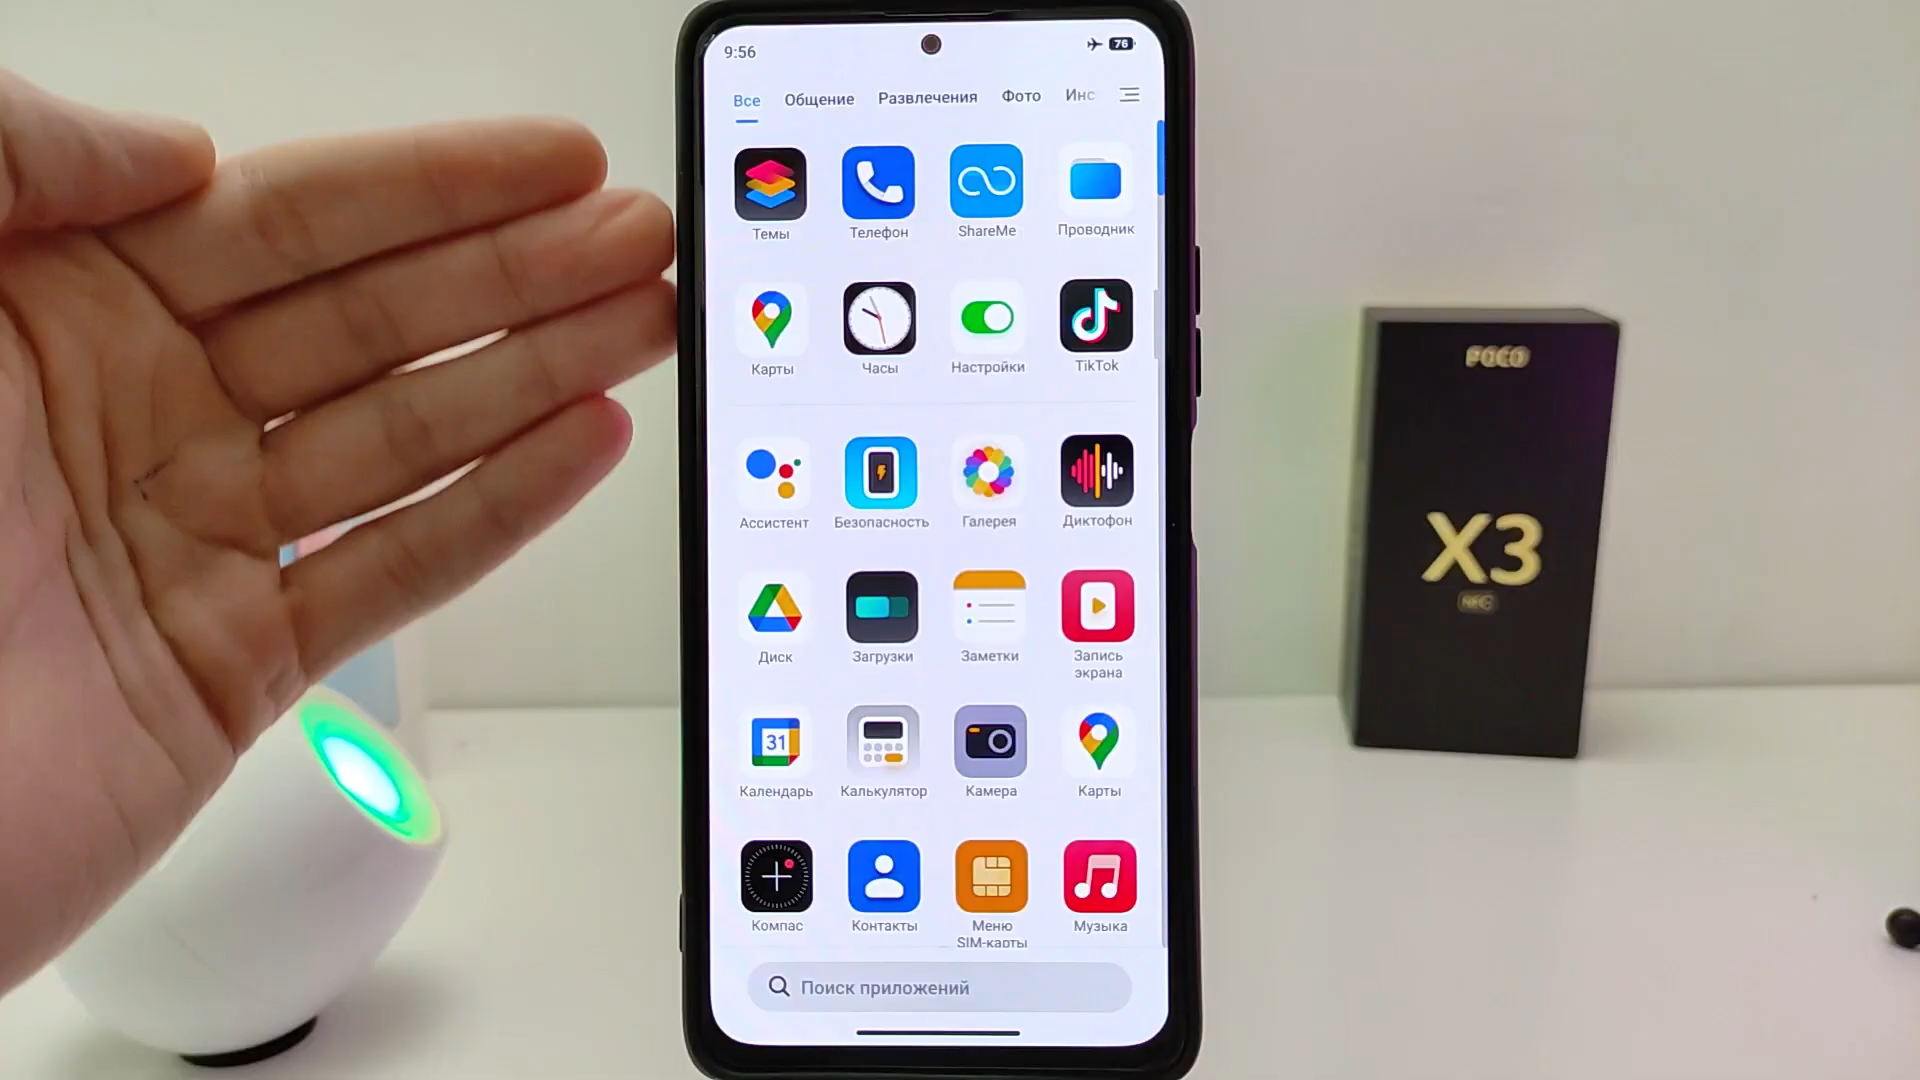 9:56
76
Все Общение Развлечения Фото Инс
Темы Телефон ShareMe Проводник
Карты Часы Настройки TikTok
Ассистент Безопасность Галерея Диктофон
Диск Загрузки Заметки Запись
экрана
31
Календарь Калькулятор Камера Карты
Компас Контакты Меню Музыка
SIM-карты
Поиск приложений
POCO
X3
NFC